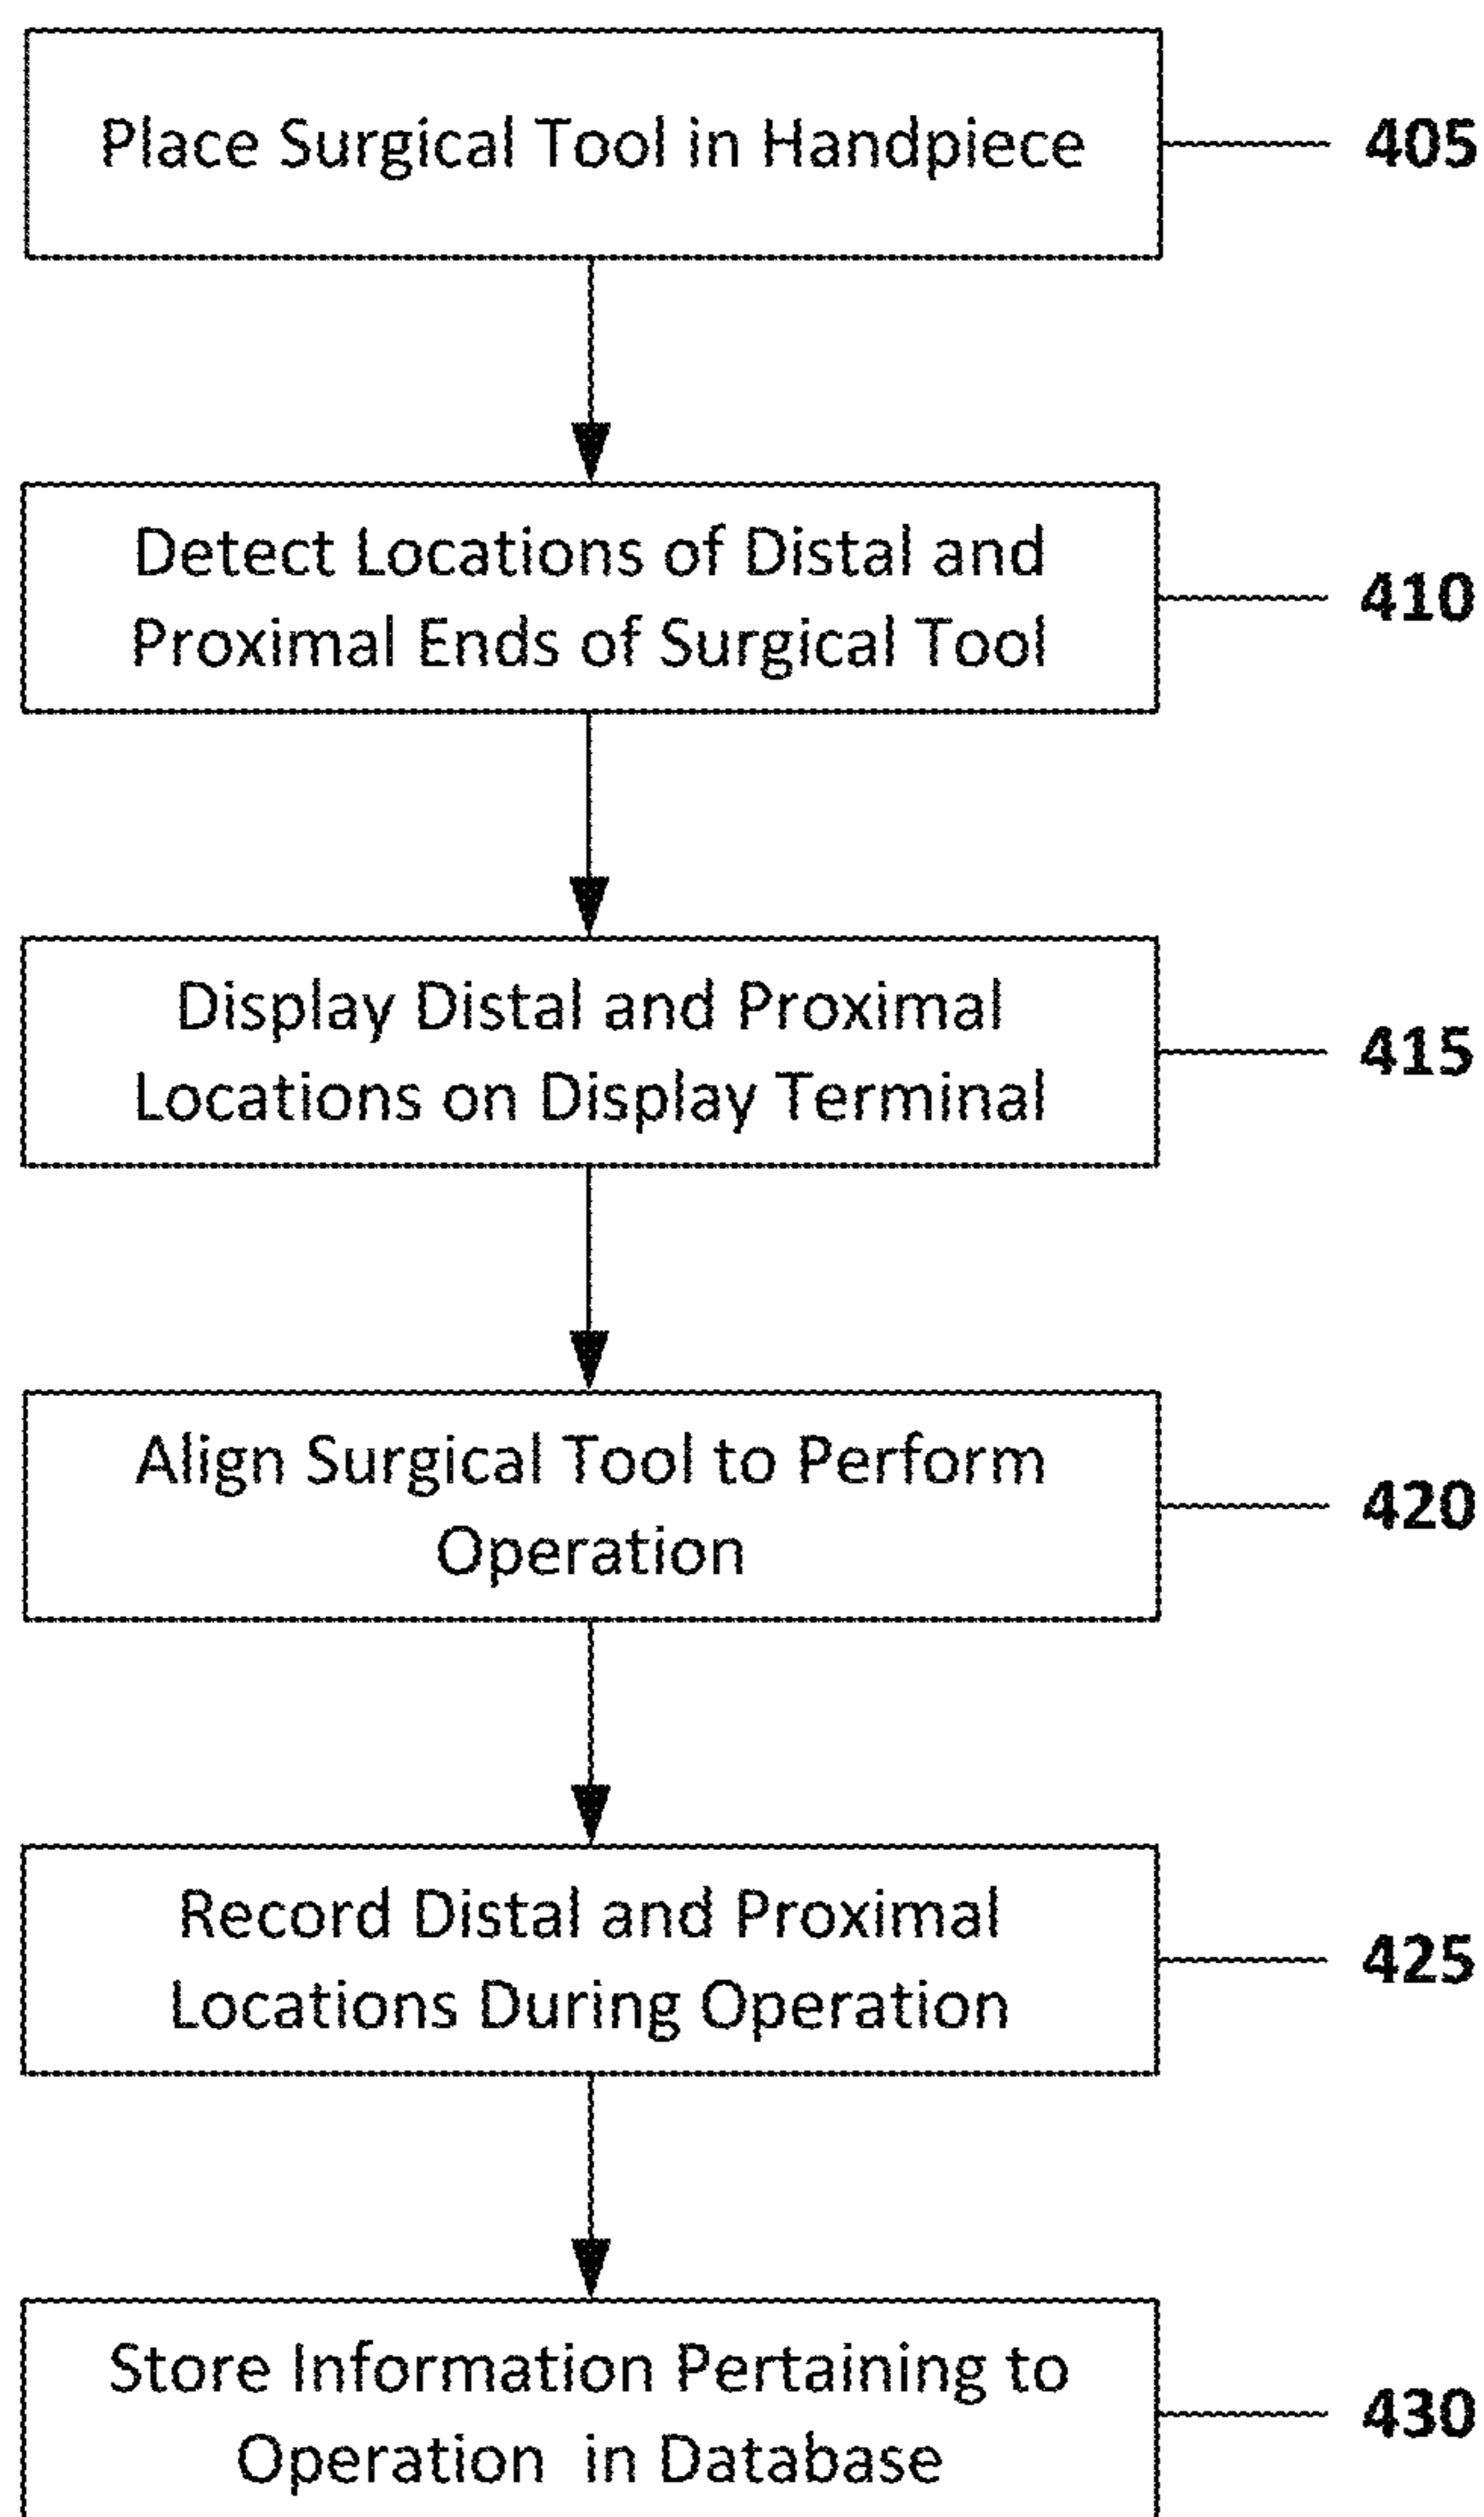 Place Surgical Tool in Handpiece
405
Detect Locations of Distal and
Proximal Ends of Surgical Tool
410
Display Distal and Proximal
Locations on Display Terminal
415
Align Surgical Tool to Perform
Operation
420
Record Distal and Proximal
Locations During Operation
425
Store Information Pertaining to
Operation in Database
430